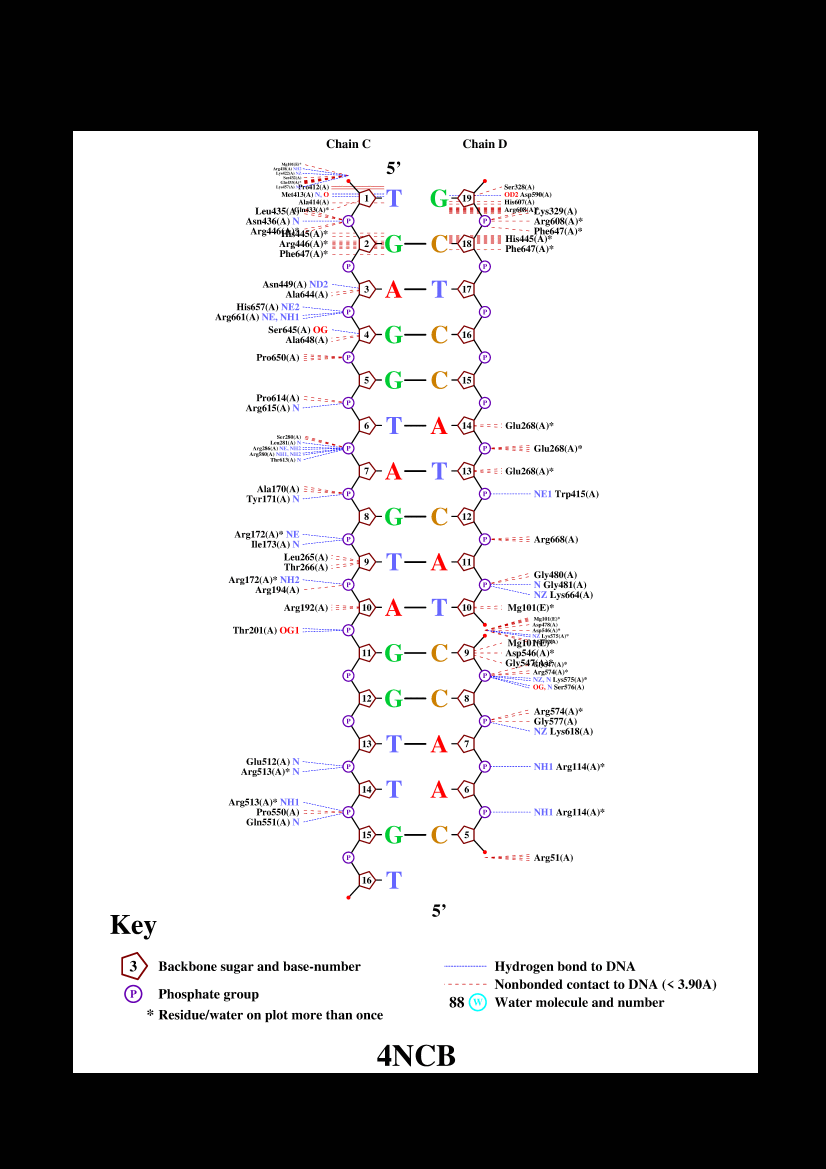 Chain C Chain D
5’
Mg101(E)*
Arg418(A) NH2
Lys422(A) NZ
Ser432(A)
Gln433(A)*
Lys457(A)
Pro412(A)
Met413(A) N, O
Ala414(A)
Gln433(A)*
1 T G 19
Ser328(A)
OD2 Asp590(A)
His607(A)
Arg608(A)*
Leu435(A)
Asn436(A) N
Arg446(A)*
P P
Lys329(A)
Arg608(A)*
Phe647(A)*
His445(A)*
Arg446(A)*
Phe647(A)*
2 G C 18
His445(A)*
Phe647(A)*
P P
Asn449(A) ND2
Ala644(A)
3 A T 17
His657(A) NE2
Arg661(A) NE, NH1
P P
Ser645(A) OG
Ala648(A)
4 G C 16
Pro650(A)
P P
5 G C 15
Pro614(A)
Arg615(A) N
P P
6 T A 14 Glu268(A)*
Ser280(A)
Leu281(A) N
Arg286(A) NE, NH2
Arg580(A) NH1, NH2
Thr613(A) N
P P Glu268(A)*
7 A T 13 Glu268(A)*
Ala170(A)
Tyr171(A) N
P P NE1 Trp415(A)
8 G C 12
Arg172(A)* NE
Ile173(A) N
P P Arg668(A)
Leu265(A)
Thr266(A)
9 T A 11
Arg172(A)* NH2
Arg194(A)
P P
Gly480(A)
N Gly481(A)
NZ Lys664(A)
Arg192(A) 10 A T 10 Mg101(E)*
Thr201(A) OG1 P
Mg101(E)*
Asp478(A)
Asp546(A)*
NZ Lys575(A)*
11 G C 9
Mg101(E)*
Asp546(A)*
Gly547(A)*
P P
Gly547(A)*
Arg574(A)*
NZ, N Lys575(A)*
OG, N Ser576(A)
12 G C 8
P P
Arg574(A)*
Gly577(A)
NZ Lys618(A)
13 T A 7
Glu512(A) N
Arg513(A)* N
P P NH1 Arg114(A)*
14 T A 6
Arg513(A)* NH1
Pro550(A)
Gln551(A) N
P P NH1 Arg114(A)*
15 G C 5
P Arg51(A)
16 T
5’
Key
3 Backbone sugar and base-number
P Phosphate group
* Residue/water on plot more than once
Hydrogen bond to DNA
Nonbonded contact to DNA (< 3.90A)
88 W Water molecule and number
4NCB